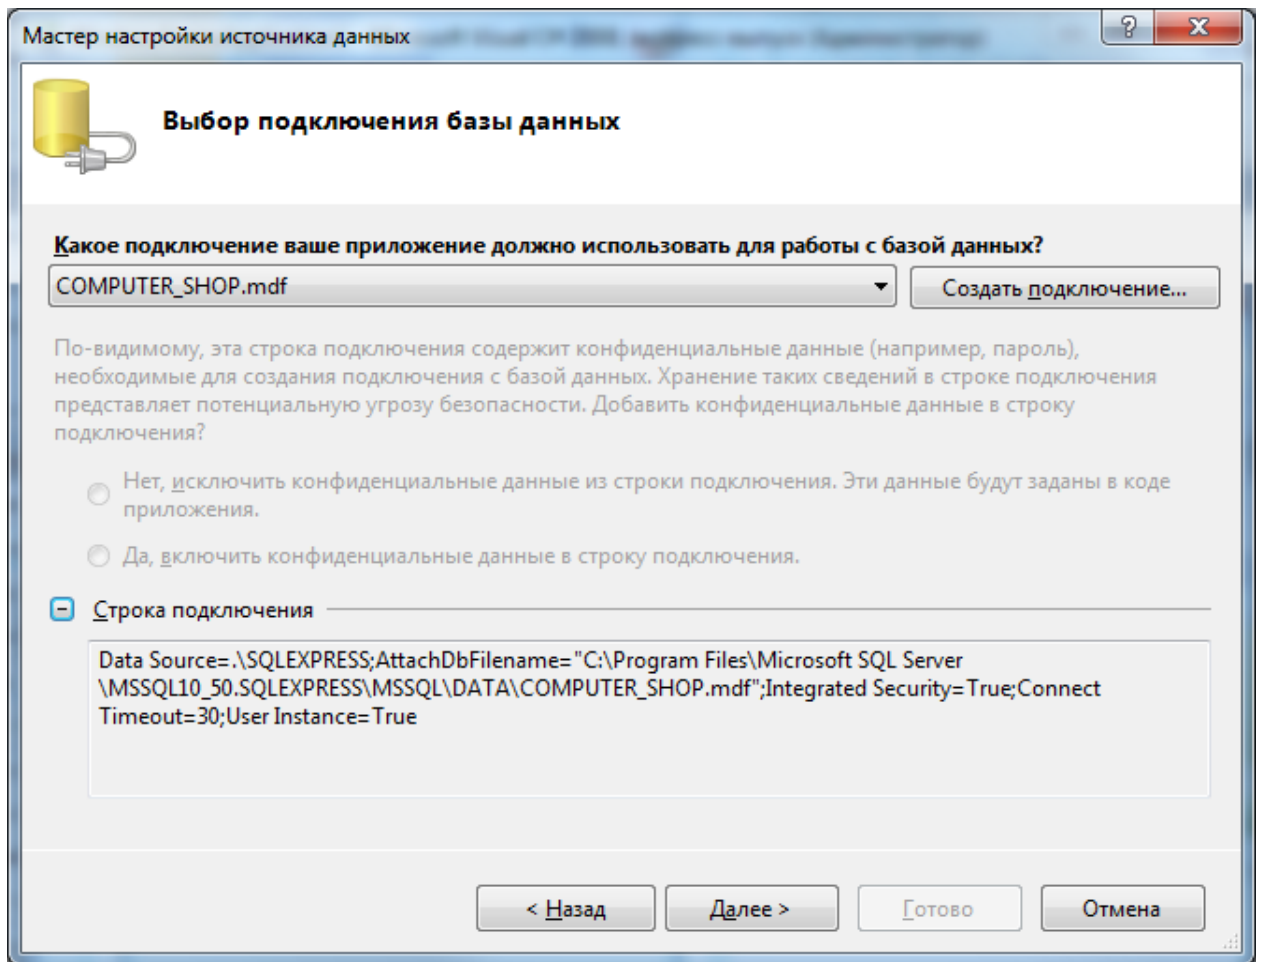 Мастер настройки источника данных
Выбор подключения базы данных
Какое подключение ваше приложение должно использовать для работы с базой данных?
COMPUTER_SHOP.mdf
Создать подключение...
По-видимому, эта строка подключения содержит конфиденциальные данные (например, пароль),
необходимые для создания подключения с базой данных. Хранение таких сведений в строке подключения
представляет потенциальную угрозу безопасности. Добавить конфиденциальные данные в строку
подключения?
Нет, исключить конфиденциальные данные из строки подключения. Эти данные будут заданы в коде
приложения.
Да, включить конфиденциальные данные в строку подключения.
Строка подключения
Data Source=.\SQLEXPRESS;AttachDbFilename="C:\Program Files\Microsoft SQL Server
\MSSQL10_50.SQLEXPRESS\MSSQL\DATA\COMPUTER_SHOP.mdf";Integrated Security=True;Connect
Timeout=30;User Instance=True
< Назад
Далее >
Готово
Отмена